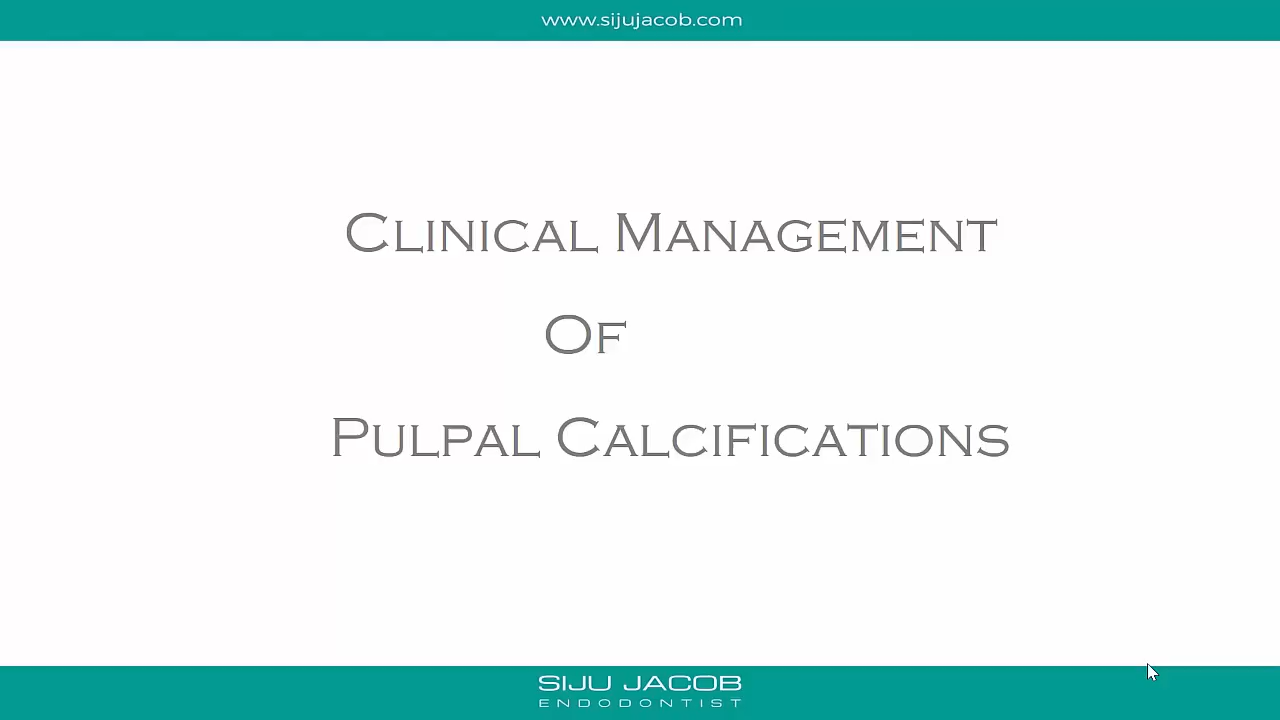 www.sijujacob.com
Clinical Management
Of
Pulpal Calcifications
SIJU JACOB
ENDODONTIST